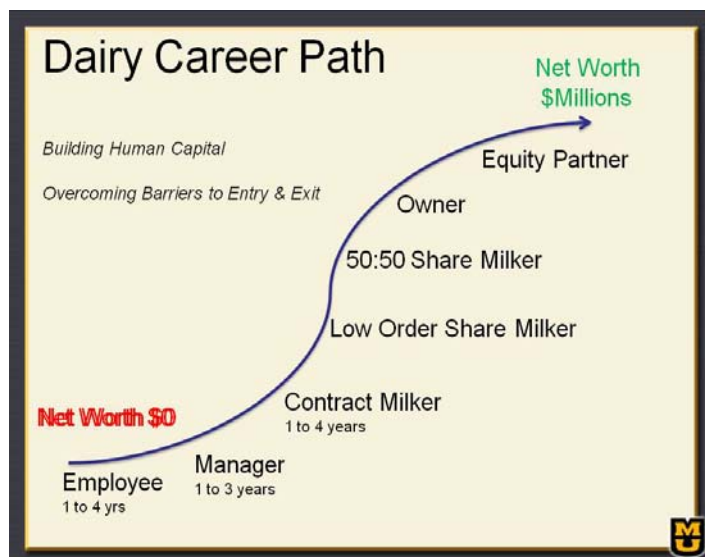 Dairy Career Path
Net Worth
$Millions
Building Human Capital
Equity Partner
Overcoming Barriers to Entry & Exit
Owner
50:50 Share Milker
Low Order Share Milker
Contract Milker
1 to 4 years
Net Worth $0
Manager
1 to 3 years
Employee
1 to 4 yrs
MU